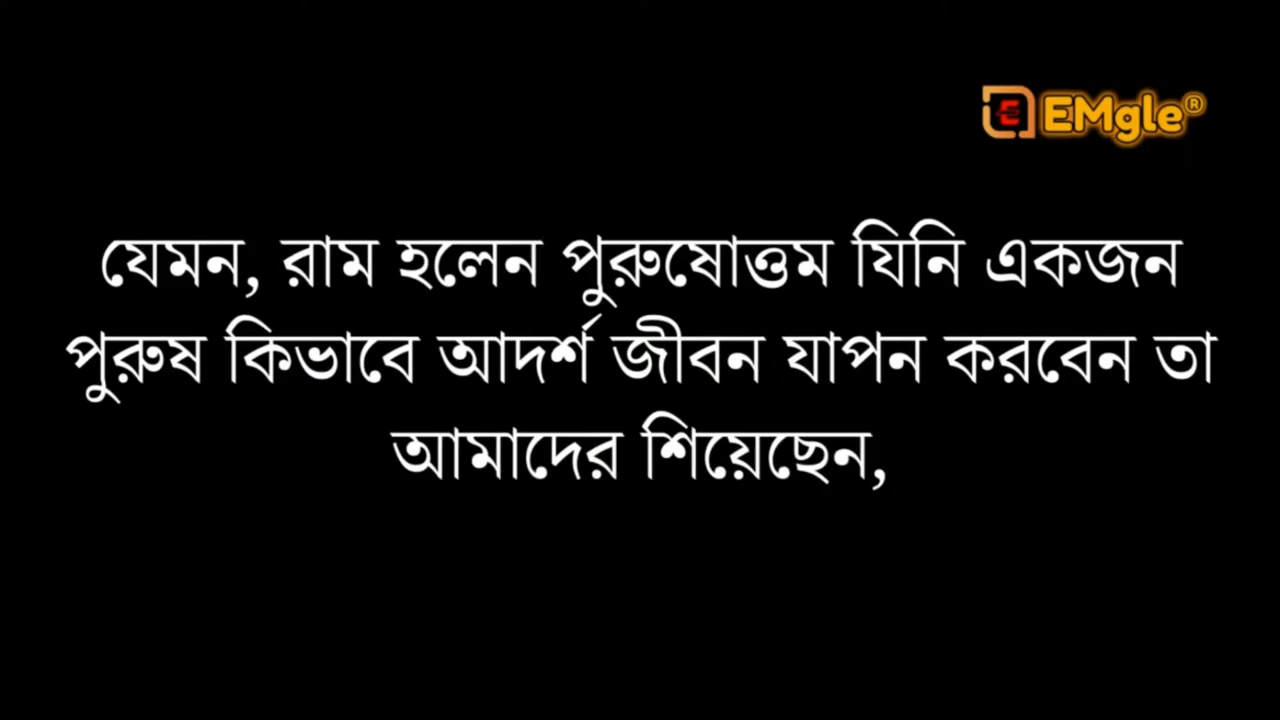 EMgle®
যেমন, রাম হলেন পুরুষোত্তম যিনি একজন
পুরুষ কিভাবে আদর্শ জীবন যাপন করবেন তা
আমাদের শিয়েছেন,